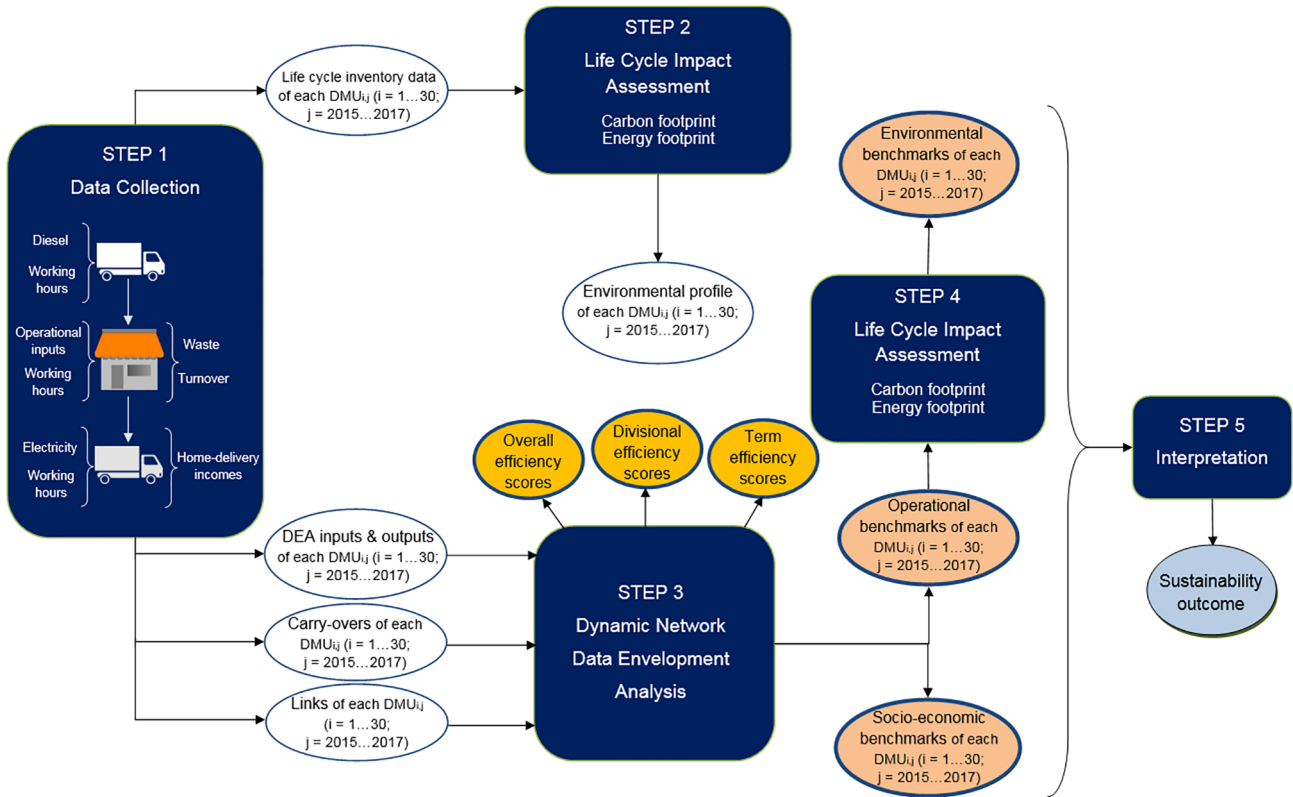 STEP 1
Data Collection
Diesel
Working
hours
Operational
inputs
Working
hours
Waste
Turnover
Electricity
Working
hours
Home-delivery
incomes
Life cycle inventory data
of each DMUi,j (i = 1...30;
j = 2015...2017)
STEP 2
Life Cycle Impact
Assessment
Carbon footprint
Energy footprint
Environmental profile
of each DMUi,j (i = 1...30;
j = 2015...2017)
DEA inputs & outputs
of each DMUi,j (i = 1...30;
j = 2015...2017)
Carry-overs of each
DMUi,j (i = 1...30;
j = 2015...2017)
Links of each DMUi,j
(i = 1...30;
j = 2015...2017)
Overall
efficiency
scores
Divisional
efficiency
scores
Term
efficiency
scores
STEP 3
Dynamic Network
Data Envelopment
Analysis
Environmental
benchmarks of each
DMUi,j (i = 1...30;
j = 2015...2017)
STEP 4
Life Cycle Impact
Assessment
Carbon footprint
Energy footprint
Operational
benchmarks of each
DMUi,j (i = 1...30;
j = 2015...2017)
Socio-economic
benchmarks of each
DMUi,j (i = 1...30;
j = 2015...2017)
STEP 5
Interpretation
Sustainability
outcome